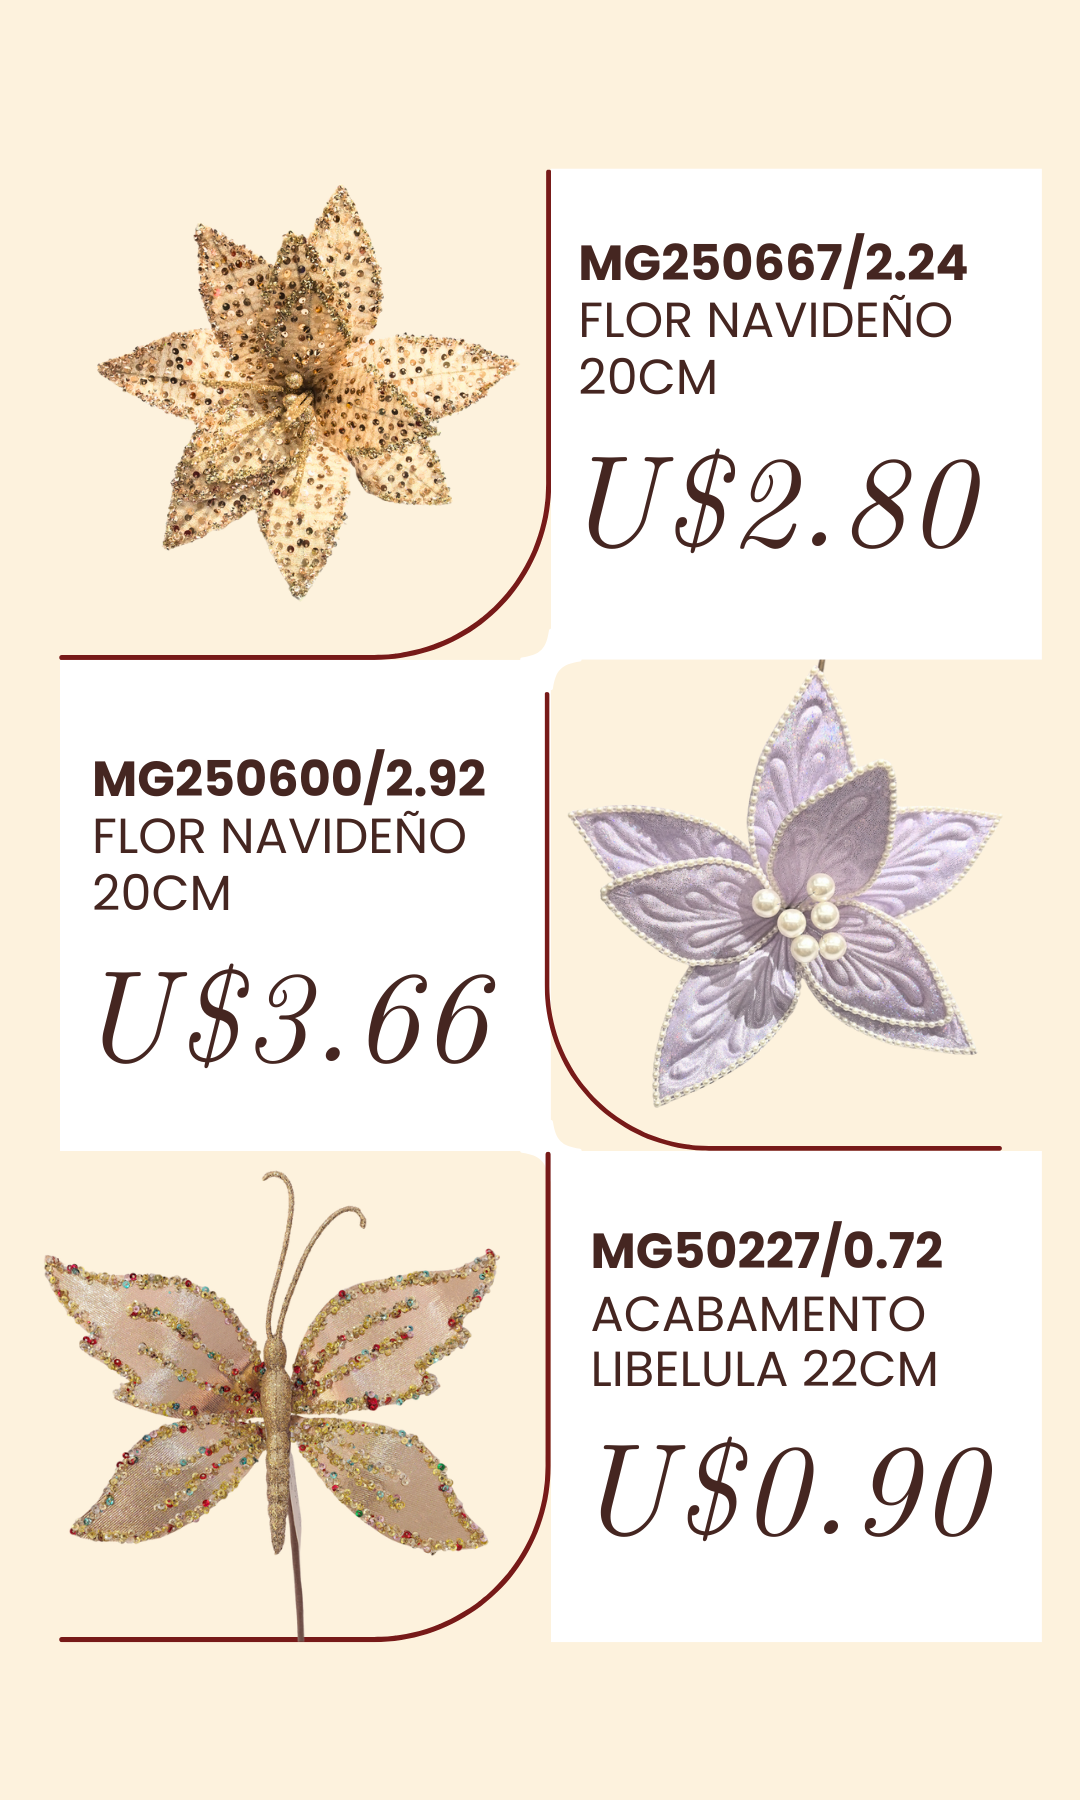 MG250667/2.24
FLOR NAVIDEÑO
20CM
U$2.80
MG250600/2.92
FLOR NAVIDEÑO
20CM
U$3.66
MG50227/0.72
ACABAMENTO
LIBELULA 22CM
U$0.90